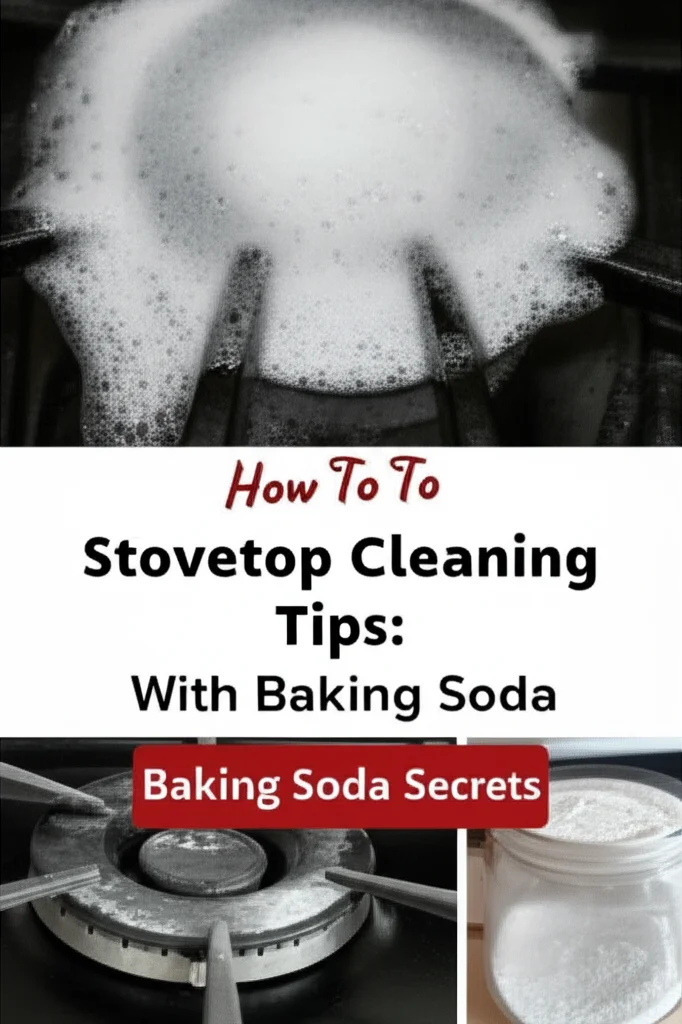 How To To
Stovetop Cleaning
Tips:
With Baking Soda
Baking Soda Secrets